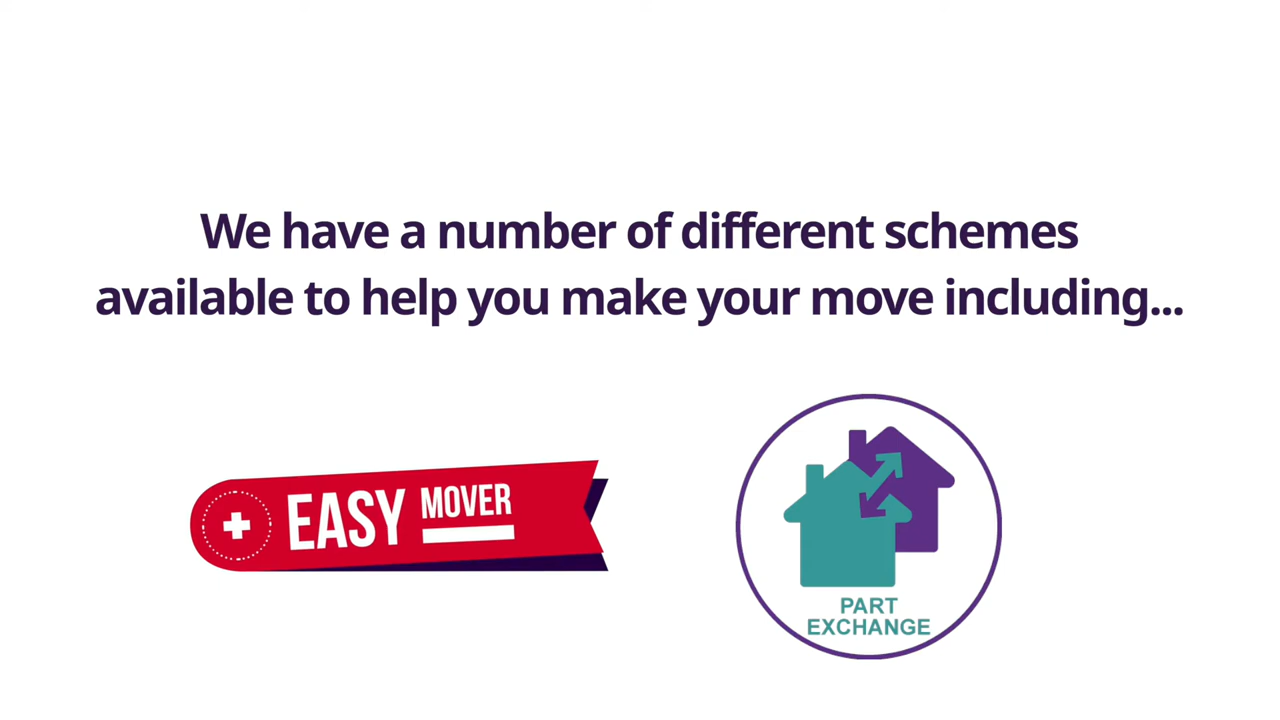 We have a number of different schemes
available to help you make your move including...
EASY MOVER
PART
EXCHANGE